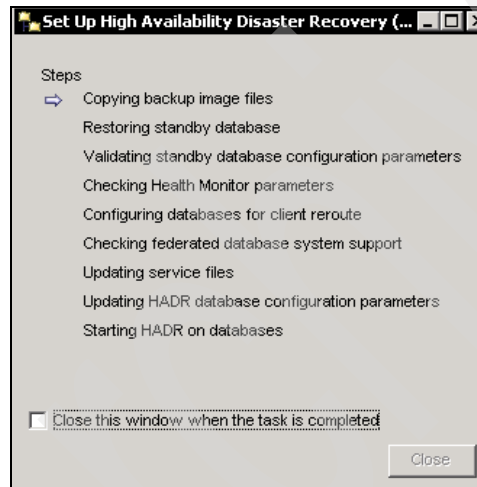 Set Up High Availability Disaster Recovery (...
Steps
Copying backup image files
Restoring standby database
Validating standby database configuration parameters
Checking Health Monitor parameters
Configuring databases for client reroute
Checking federated database system support
Updating service files
Updating HADR database configuration parameters
Starting HADR on databases
Close this window when the task is completed
Close